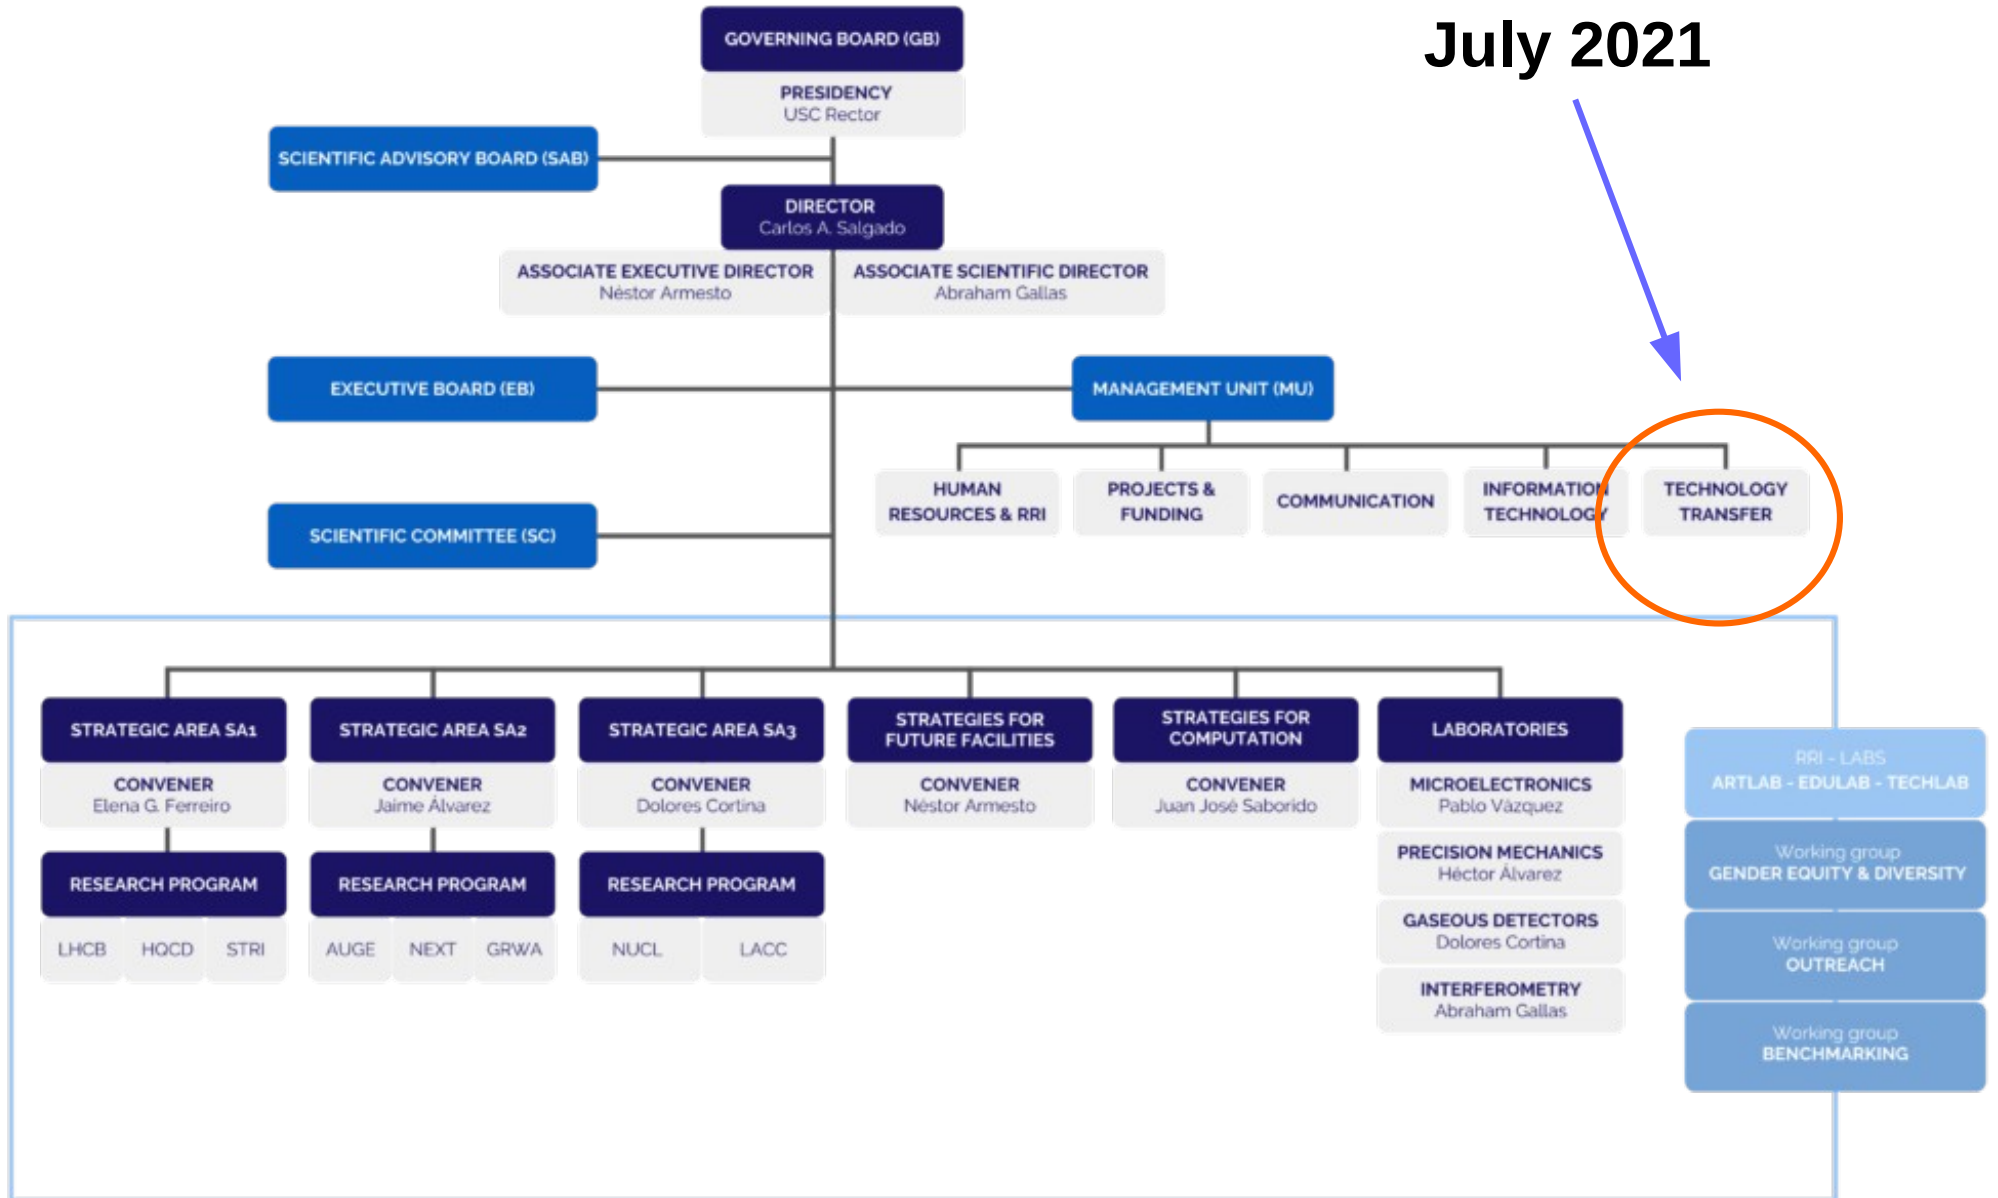 GOVERNING BOARD (GB)
July 2021
PRESIDENCY
USC Rector
SCIENTIFIC ADVISORY BOARD (SAB)
DIRECTOR
Carlos A. Salgado
ASSOCIATE EXECUTIVE DIRECTOR
Néstor Armesto
ASSOCIATE SCIENTIFIC DIRECTOR
Abraham Gallas
EXECUTIVE BOARD (EB)
MANAGEMENT UNIT (MU)
HUMAN
RESOURCES & RRI
PROJECTS &
FUNDING
COMMUNICATION
INFORMATION
TECHNOLOGY
TECHNOLOGY
TRANSFER
SCIENTIFIC COMMITTEE (SC)
STRATEGIC AREA SA1
CONVENER
Elena G. Ferreiro
RESEARCH PROGRAM
LHCB
HQCD
STRI
STRATEGIC AREA SA2
CONVENER
Jaime Álvarez
RESEARCH PROGRAM
AUGE
NEXT
GRWA
STRATEGIC AREA SA3
CONVENER
Dolores Cortina
RESEARCH PROGRAM
NUCL
LACC
STRATEGIES FOR
FUTURE FACILITIES
CONVENER
Néstor Armesto
STRATEGIES FOR
COMPUTATION
CONVENER
Juan José Saborido
LABORATORIES
MICROELECTRONICS
Pablo Vázquez
PRECISION MECHANICS
Héctor Álvarez
GASEOUS DETECTORS
Dolores Cortina
INTERFEROMETRY
Abraham Gallas
RRI - LABS
ARTLAB - EDULAB - TECHLAB
Working group
GENDER EQUITY & DIVERSITY
Working group
OUTREACH
Working group
BENCHMARKING